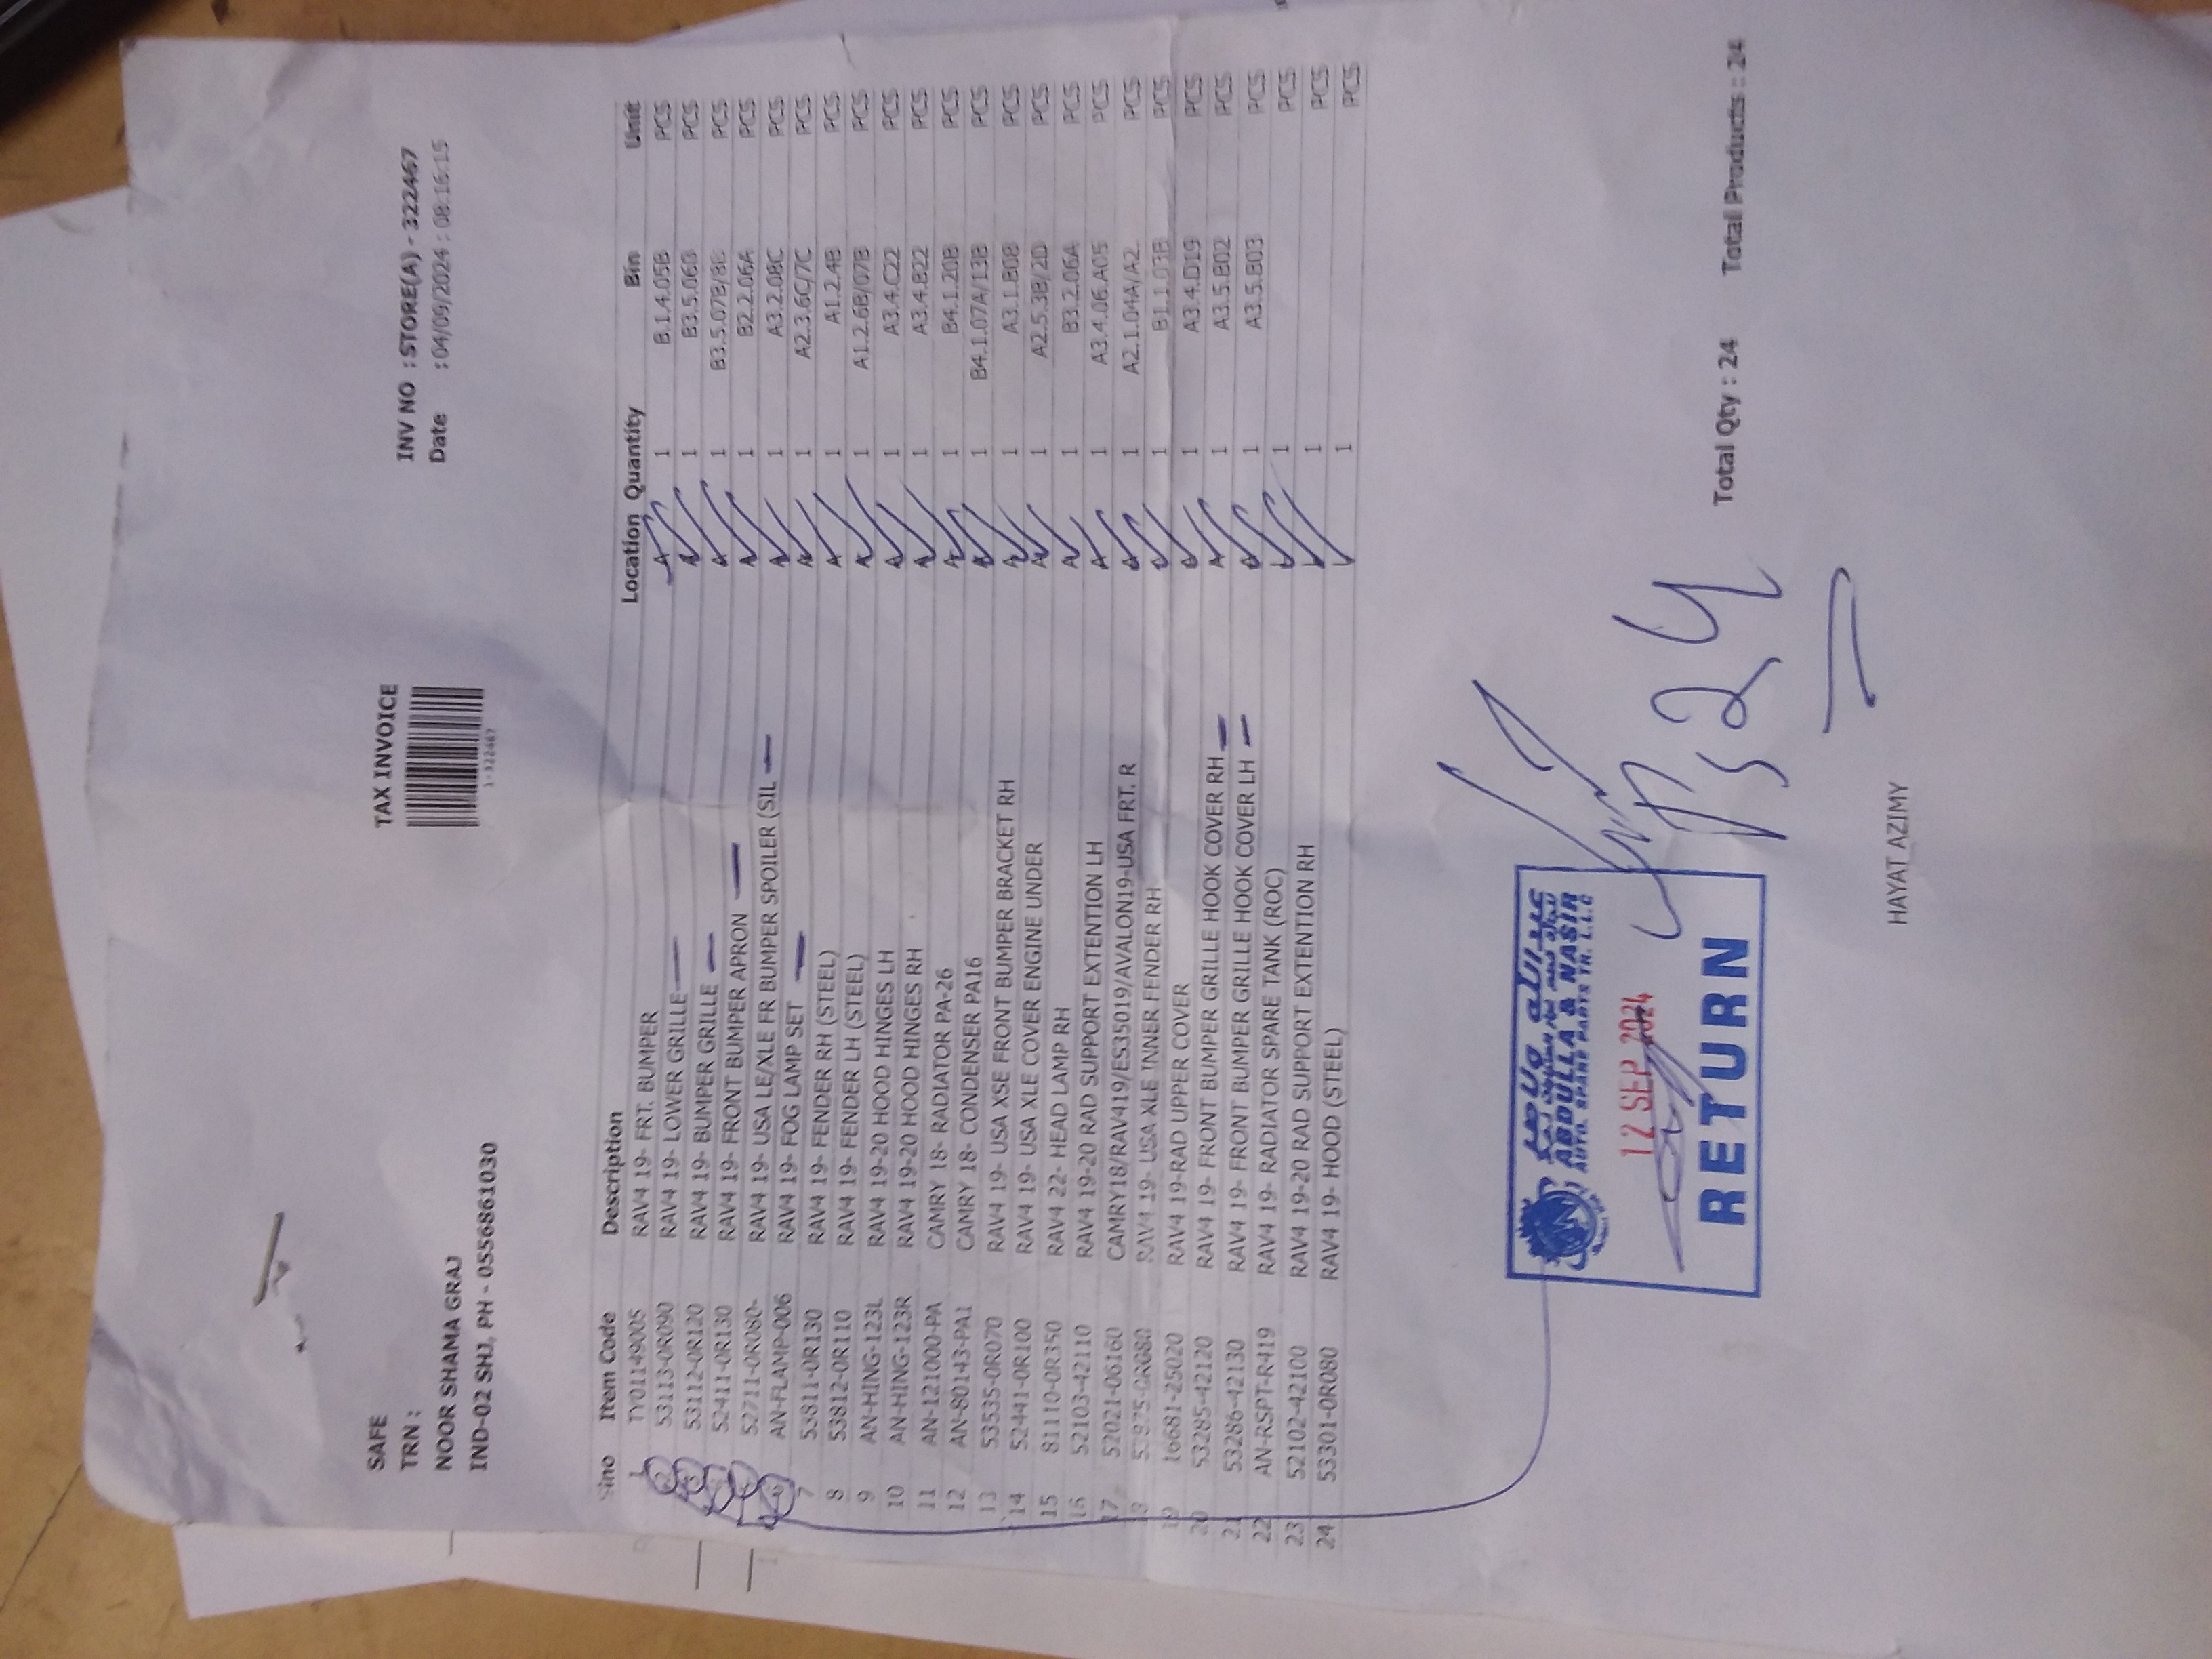 TAX INVOICE
1-322467
SAFE
TRN :
NOOR SHAMA GRAJ
IND-02 SHJ, PH - 0556861030
INV NO : STORE(A) - 322467
Date : 04/09/2024 : 08:16:15
Sino Item Code Description Location Quantity Bin Unit
1 TY01149005 RAV4 19- FRT. BUMPER A 1 B.1.4.05B PCS
2 53113-0R090 RAV4 19- LOWER GRILLE A 1 B3.5.06B PCS
3 53112-0R120 RAV4 19- BUMPER GRILLE A 1 B3.5.07B/8B PCS
52411-0R130 RAV4 19- FRONT BUMPER APRON A 1 B2.2.06A PCS
52711-0R080- RAV4 19- USA LE/XLE FR BUMPER SPOILER (SIL A 1 A3.2.08C PCS
AN-FLAMP-006 RAV4 19- FOG LAMP SET A 1 A2.3.6C/7C PCS
7 53811-0R130 RAV4 19- FENDER RH (STEEL) A 1 A1.2.4B PCS
8 53812-0R110 RAV4 19- FENDER LH (STEEL) A 1 A1.2.6B/07B PCS
9 AN-HING-123L RAV4 19-20 HOOD HINGES LH A 1 A3.4.C22 PCS
10 AN-HING-123R RAV4 19-20 HOOD HINGES RH A 1 A3.4.B22 PCS
11 AN-121000-PA CAMRY 18- RADIATOR PA-26 A 1 B4.1.20B PCS
12 AN-80143-PA1 CAMRY 18- CONDENSER PA16 A 1 B4.1.07A/13B PCS
13 53535-0R070 RAV4 19- USA XSE FRONT BUMPER BRACKET RH A 1 A3.1.B08 PCS
14 52441-0R100 RAV4 19- USA XLE COVER ENGINE UNDER A 1 A2.5.3B/2D PCS
15 81110-0R350 RAV4 22- HEAD LAMP RH A 1 B3.2.06A PCS
16 52103-42110 RAV4 19-20 RAD SUPPORT EXTENTION LH A 1 A3.4.06.A05 PCS
17 52021-06160 CAMRY18/RAV419/ES35019/AVALON19-USA FRT. R 1 A2.1.04A/A2. PCS
18 RAV4 19- USA XLE INNER FENDER RH 1 B1.1.03B PCS
19 16681-25020 RAV4 19-RAD UPPER COVER 1 A3.4.D19 PCS
20 53285-42120 RAV4 19- FRONT BUMPER GRILLE HOOK COVER RH A 1 A3.5.B02 PCS
21 53286-42130 RAV4 19- FRONT BUMPER GRILLE HOOK COVER LH 1 A3.5.B03 PCS
22 AN-RSPT-R419 RAV4 19- RADIATOR SPARE TANK (ROC) 1 PCS
23 52102-42100 RAV4 19-20 RAD SUPPORT EXTENTION RH 1 PCS
24 53301-0R080 RAV4 19- HOOD (STEEL) 1 PCS
Total Qty : 24 Total Products : 24
ABDULLA & NASIR
AUTO. SPARE PARTS TR. L.L.C
12 SEP 2024
RETURN
24
HAYAT AZIMY